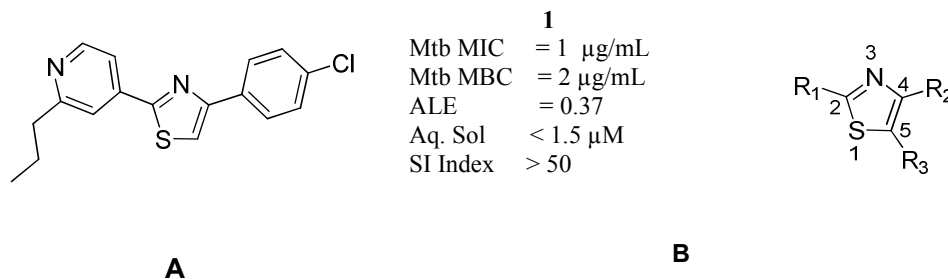 1
N
N
S
Cl
Mtb MIC = 1 µg/mL
Mtb MBC = 2 µg/mL
ALE = 0.37
Aq. Sol < 1.5 µM
SI Index > 50
3
R1 N 4 R2
2
S 5
1 R3
A
B